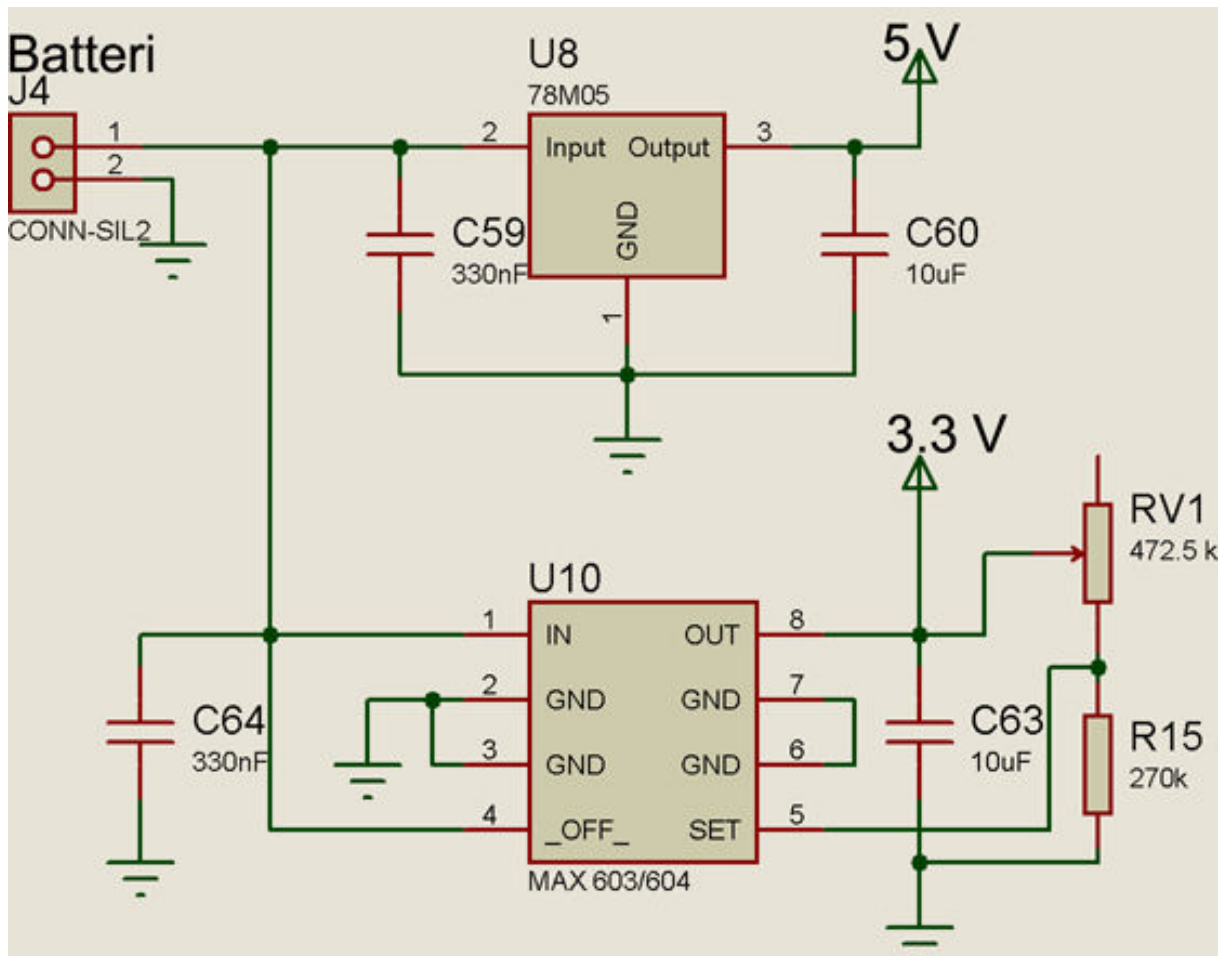 Batteri
J4
1
2
CONN-SIL2
U8
78M05
2
Input
Output
3
GND
1
5 V
C59
330nF
C60
10uF
3.3 V
RV1
472.5 k
U10
1
IN
OUT
8
2
GND
GND
7
3
GND
GND
6
4
_OFF_
SET
5
MAX 603/604
C64
330nF
C63
10uF
R15
270k